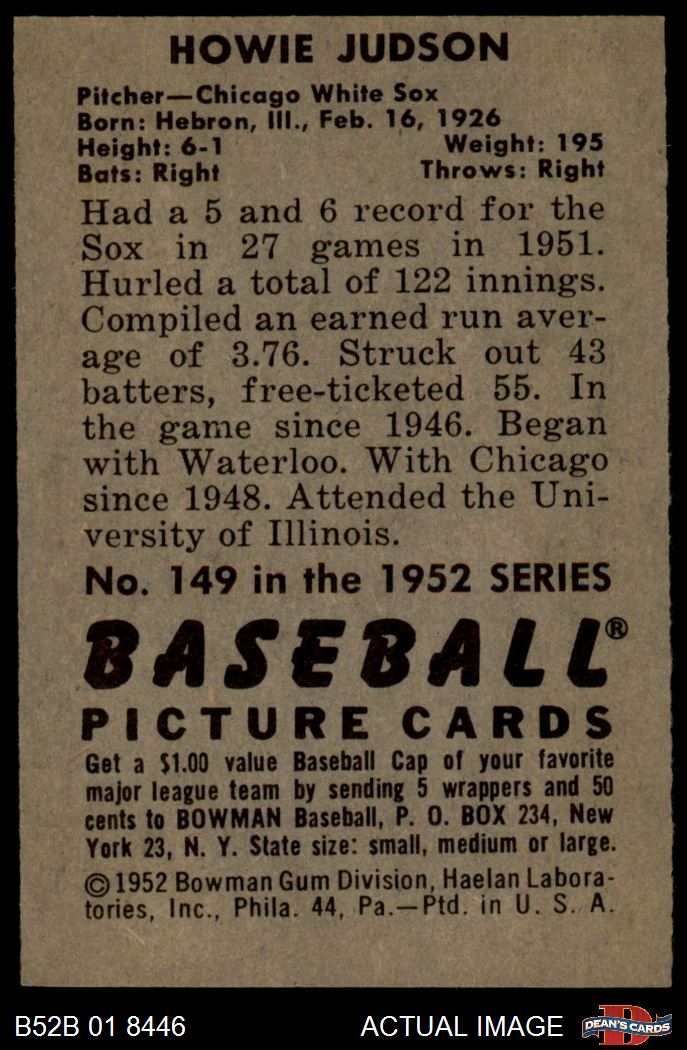 HOWIE JUDSON
Pitcher—Chicago White Sox
Born: Hebron, Ill., Feb. 16, 1926
Height: 6-1 Weight: 195
Bats: Right Throws: Right
Had a 5 and 6 record for the
Sox in 27 games in 1951.
Hurled a total of 122 innings.
Compiled an earned run aver-
age of 3.76. Struck out 43
batters, free-ticketed 55. In
the game since 1946. Began
with Waterloo. With Chicago
since 1948. Attended the Uni-
versity of Illinois.
No. 149 in the 1952 SERIES
BASEBALL®
PICTURE CARDS
Get a $1.00 value Baseball Cap of your favorite
major league team by sending 5 wrappers and 50
cents to BOWMAN Baseball, P. O. BOX 234, New
York 23, N. Y. State size: small, medium or large.
©1952 Bowman Gum Division, Haelan Labora-
tories, Inc., Phila. 44, Pa.—Ptd. in U. S. A.
B52B 01 8446 ACTUAL IMAGE DEAN'S CARDS